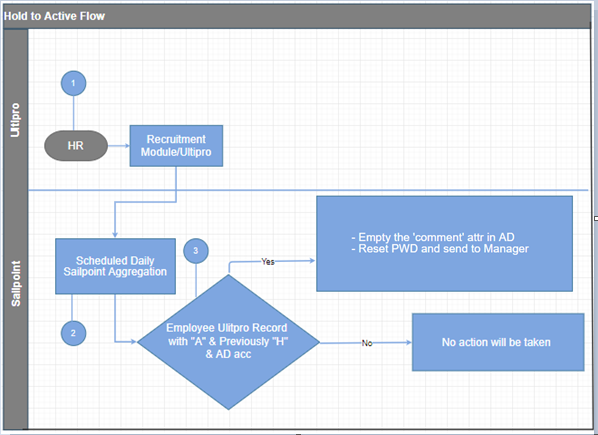 Hold to Active Flow
Ultipro
1
HR
Recruitment
Module/Ultipro
Sailpoint
Scheduled Daily
Sailpoint Aggregation
2
3
Employee Ulitpro Record
with "A" & Previously "H"
& AD acc
Yes
- Empty the 'comment' attr in AD
- Reset PWD and send to Manager
No
No action will be taken